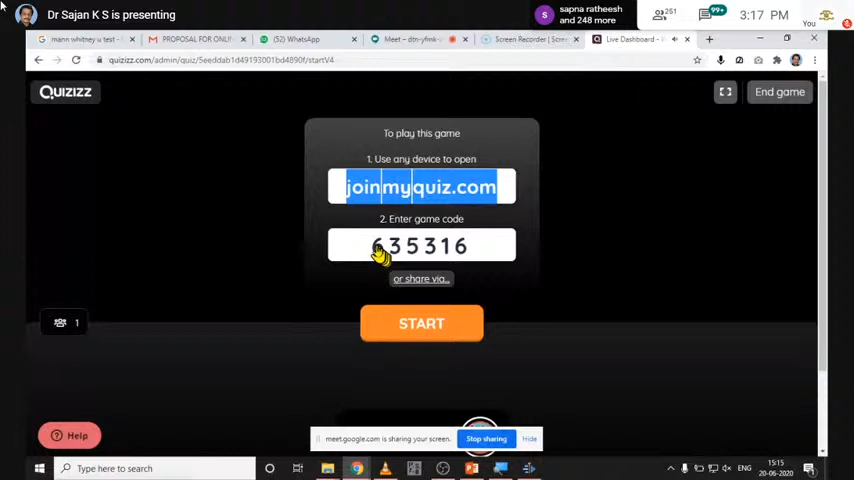 Dr Sajan K S is presenting
sapna ratheesh
and 248 more
S
251
99+
3:17 PM
You
mann whitney u test -
PROPOSAL FOR ONLI
(52) WhatsApp
Meet – dtn-yfmk-
Screen Recorder | Scre
Live Dashboard -
quizizz.com/admin/quiz/5eeddab1d49193001bd4890f/startV4
QUIZIZZ
End game
To play this game
1. Use any device to open
joinmyquiz.com
2. Enter game code
635316
or share via...
START
1
Help
meet.google.com is sharing your screen.
Stop sharing
Hide
Type here to search
ENG
15:15
20-06-2020